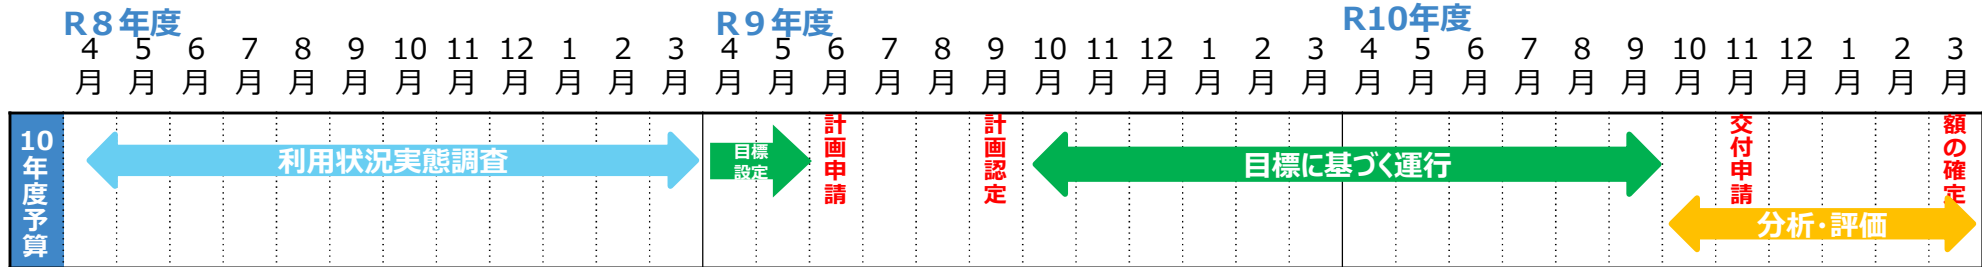 R8年度 R9年度 R10年度
4月 5月 6月 7月 8月 9月 10月 11月 12月 1月 2月 3月 4月 5月 6月 7月 8月 9月 10月 11月 12月 1月 2月 3月 4月 5月 6月 7月 8月 9月 10月 11月 12月 1月 2月 3月
10年度予算
利用状況実態調査
目標
設定
計画申請
計画認定
目標に基づく運行
交付申請
額の確定
分析・評価